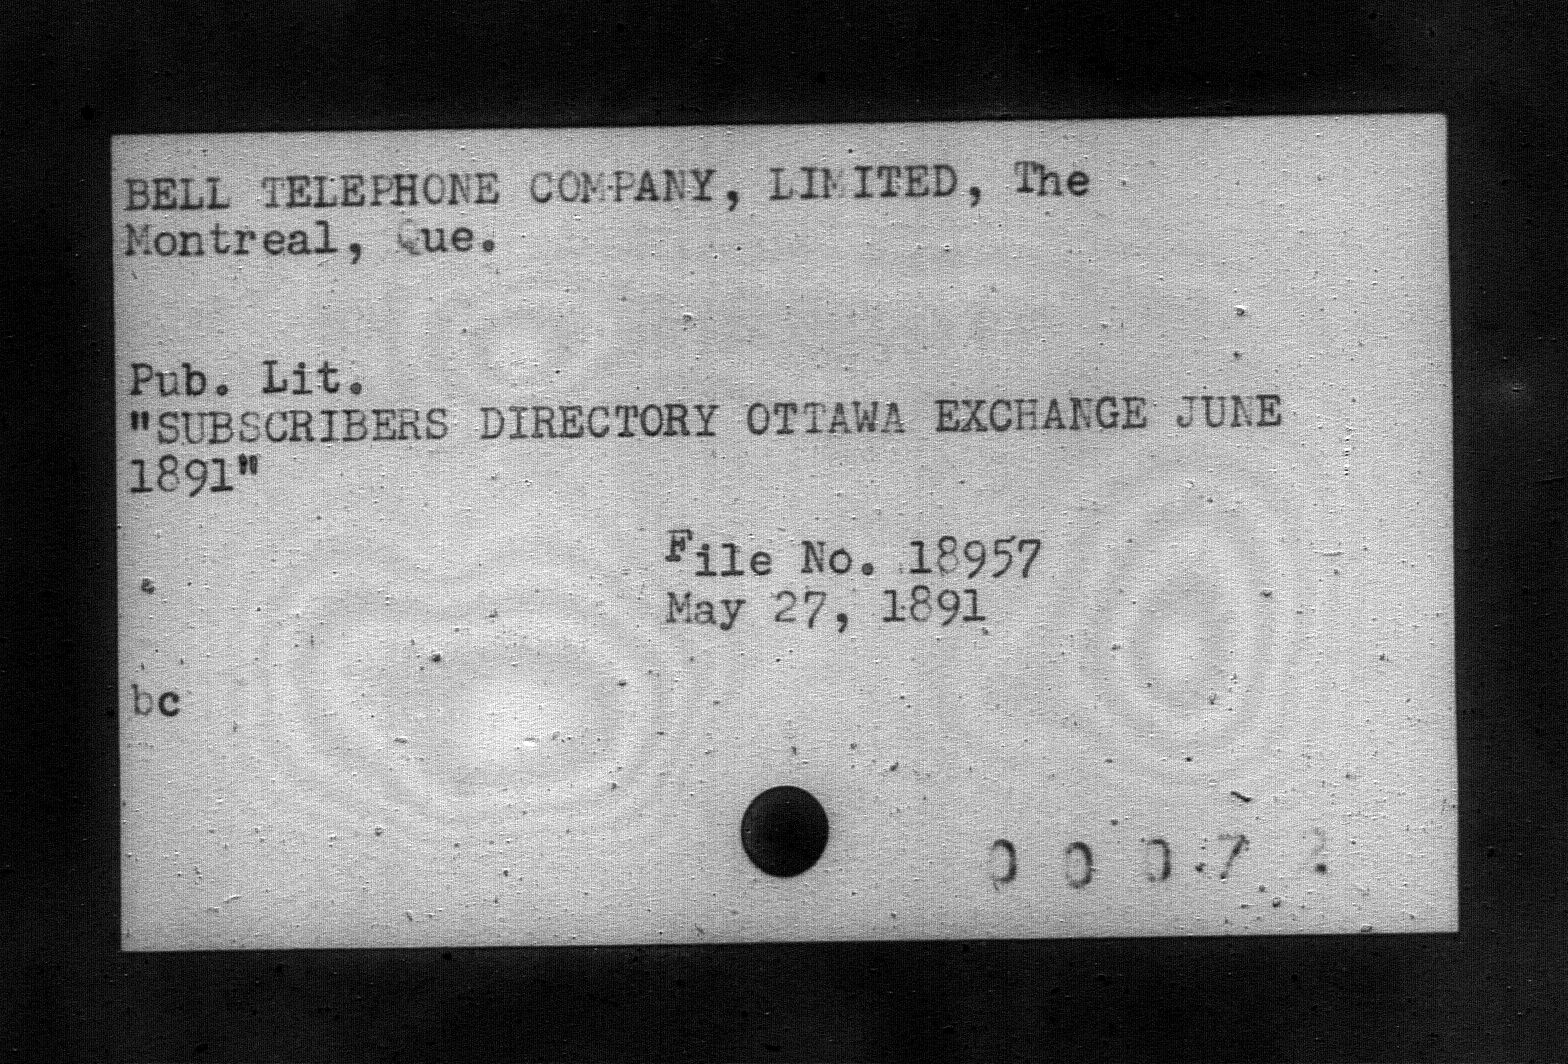 BELL TELEPHONE COMPANY, LIMITED, The
Montreal, Que.
Pub. Lit.
"SUBSCRIBERS DIRECTORY OTTAWA EXCHANGE JUNE
1891"
File No. 18957
May 27, 1891
bc